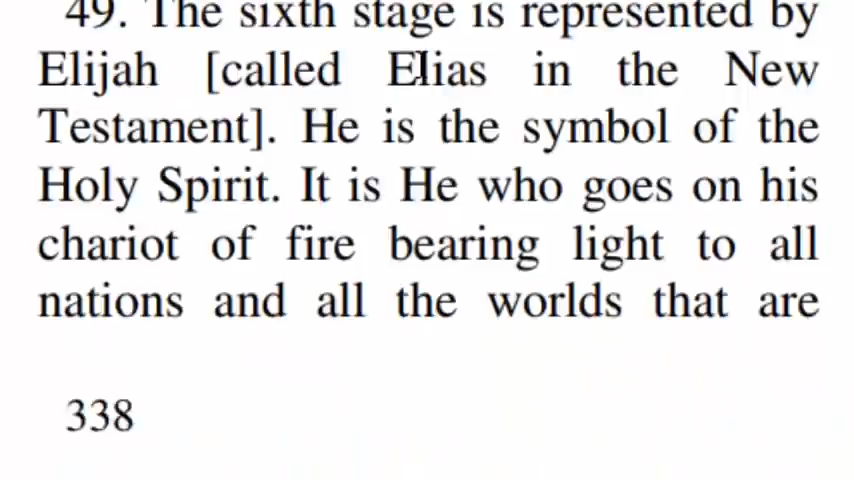 49. The sixth stage is represented by
Elijah [called Elias in the New
Testament]. He is the symbol of the
Holy Spirit. It is He who goes on his
chariot of fire bearing light to all
nations and all the worlds that are
338